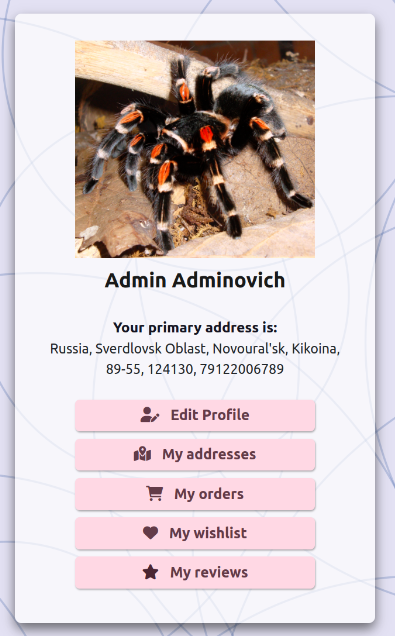 Admin Adminovich
Your primary address is:
Russia, Sverdlovsk Oblast, Novoural'sk, Kikoina,
89-55, 124130, 79122006789
Edit Profile
My addresses
My orders
My wishlist
My reviews